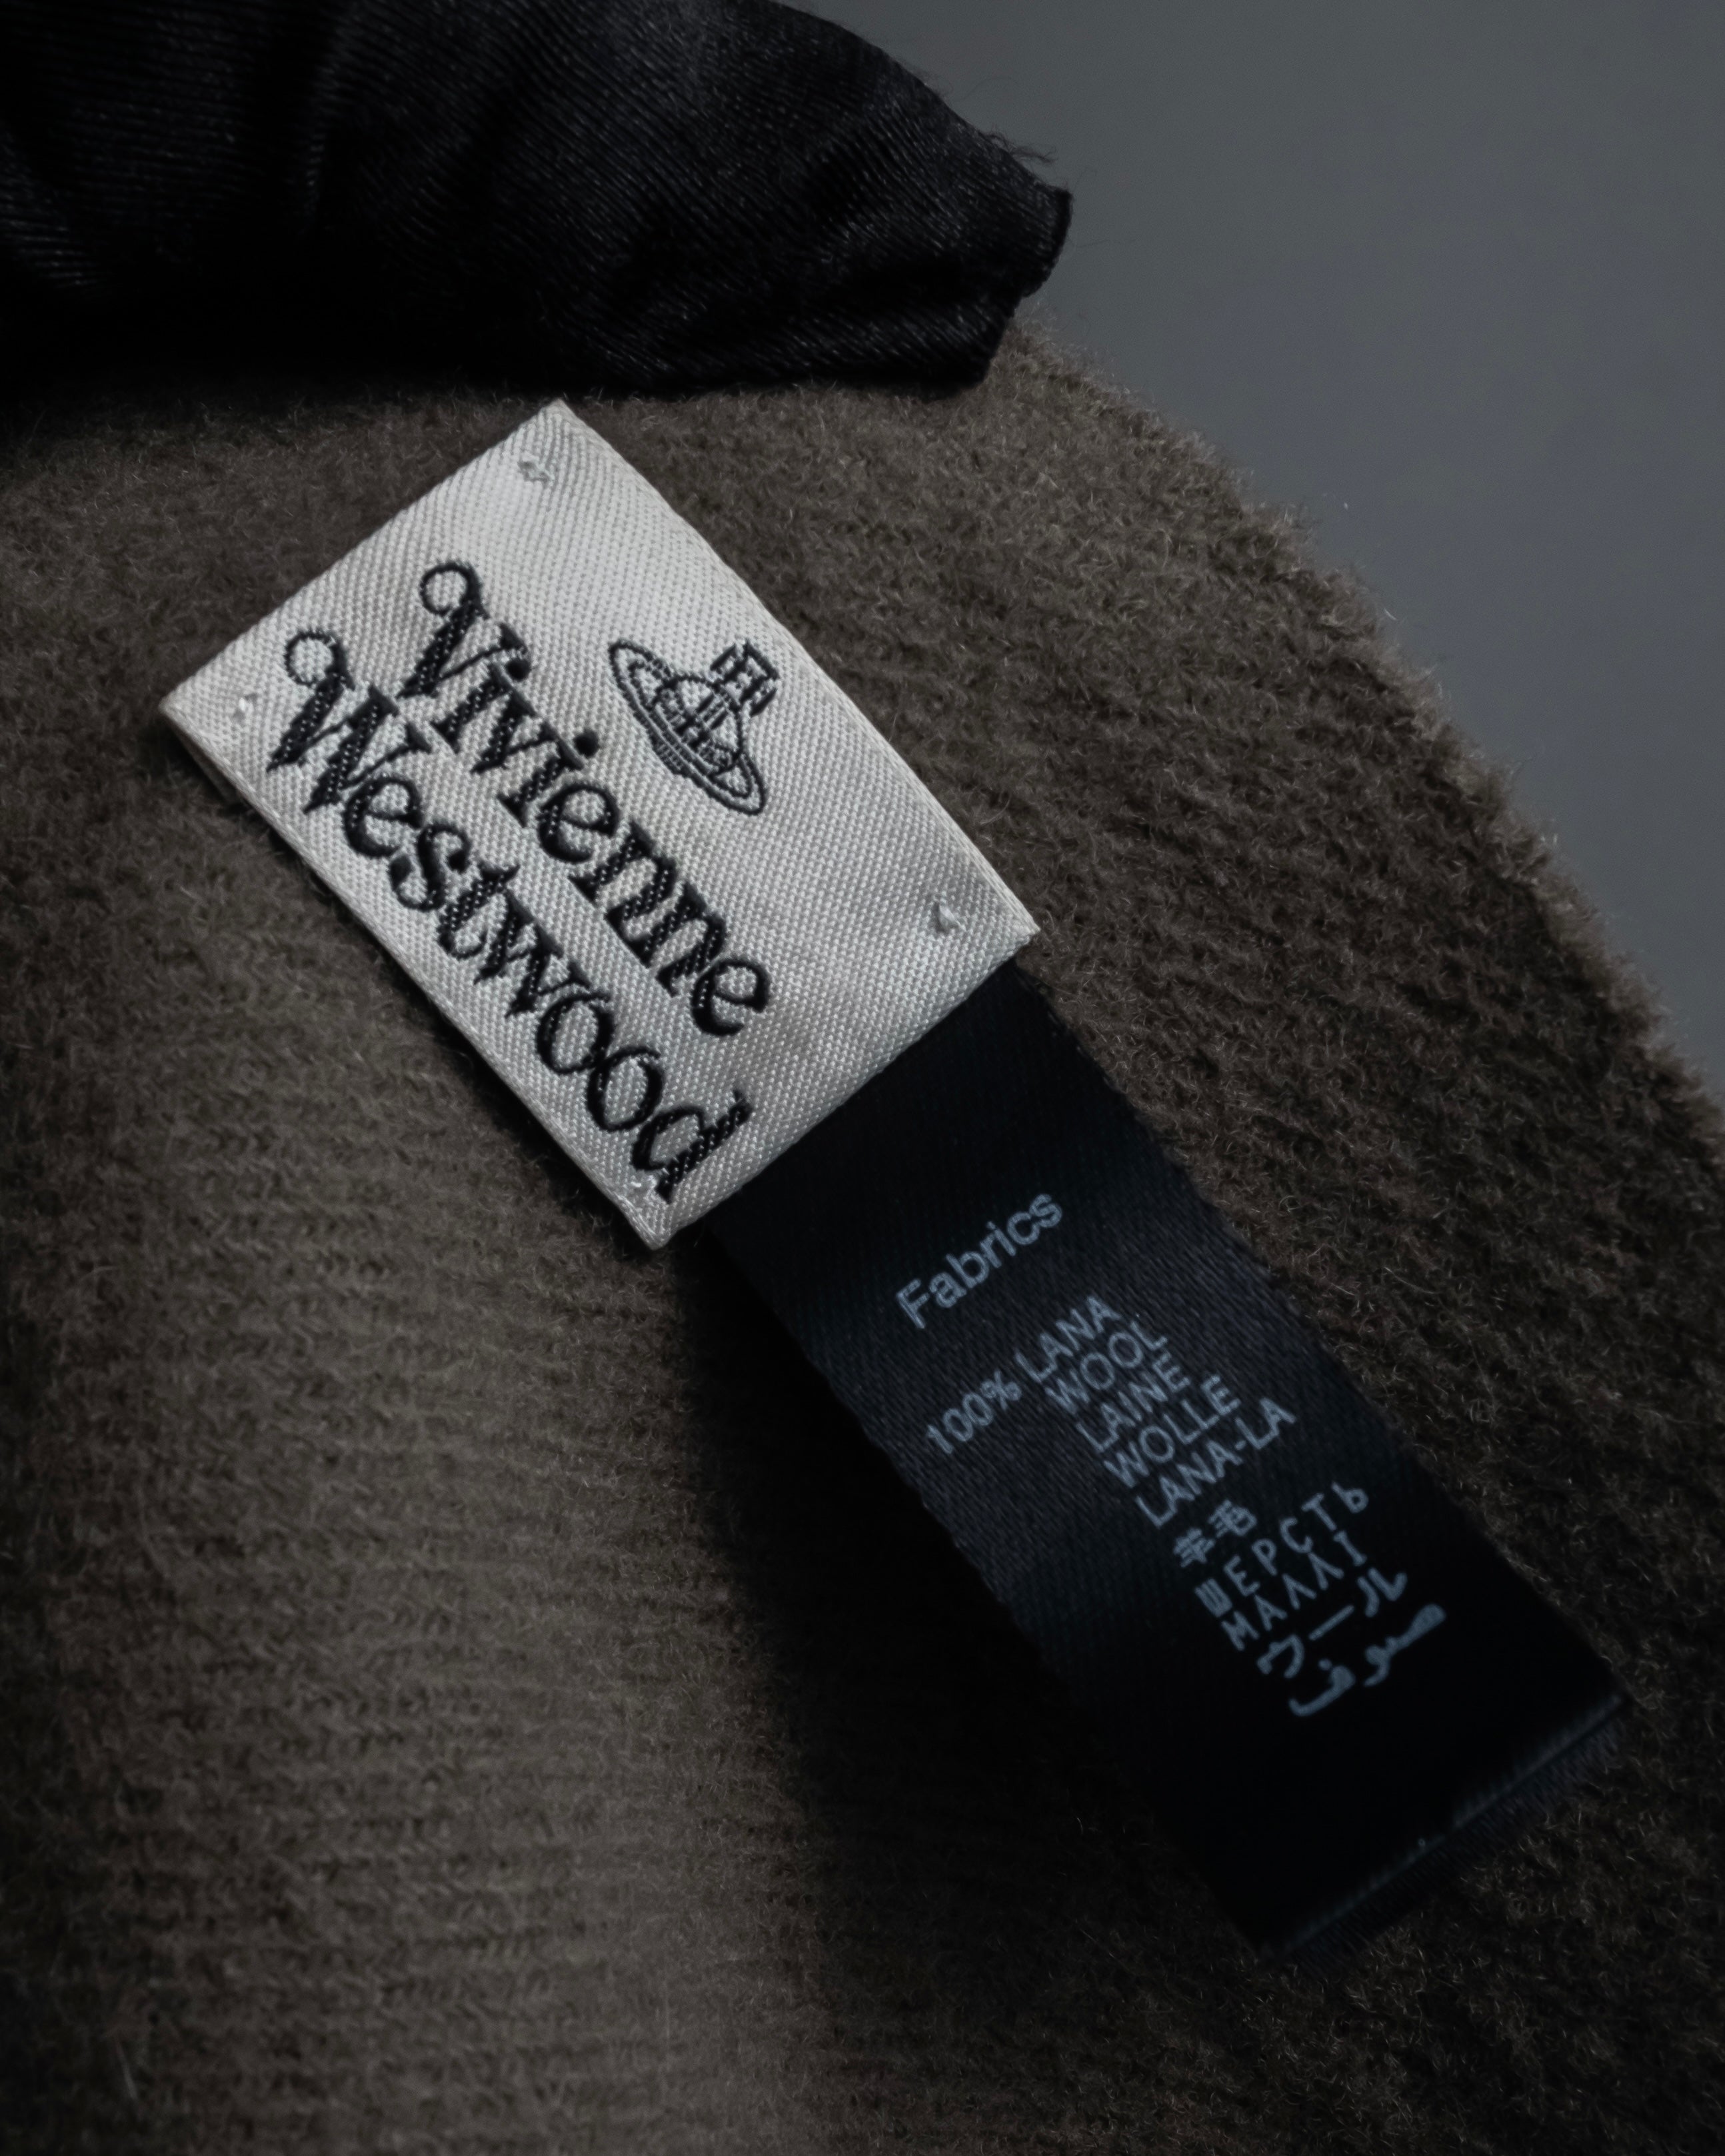 Vivienne
Westwood
Fabrics
100% LANA
WOOL
LAINE
WOLLE
LANA-LA
羊毛
ШЕРСТЬ
ΜΑΛΛΙ
ウール
صوف